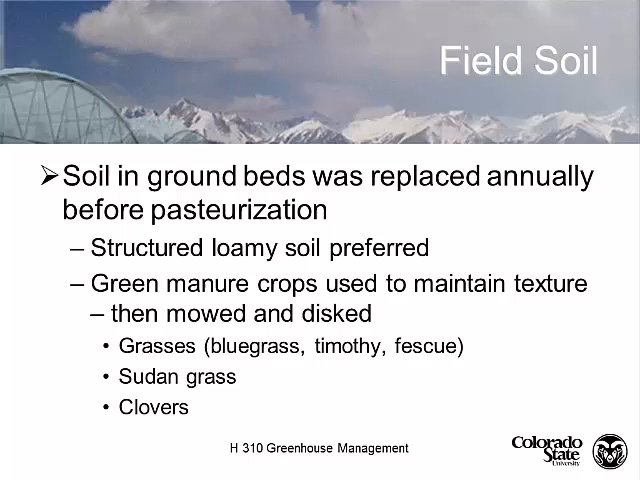 Field Soil
➢Soil in ground beds was replaced annually
before pasteurization
– Structured loamy soil preferred
– Green manure crops used to maintain texture
– then mowed and disked
• Grasses (bluegrass, timothy, fescue)
• Sudan grass
• Clovers
H 310 Greenhouse Management
Colorado
State
University